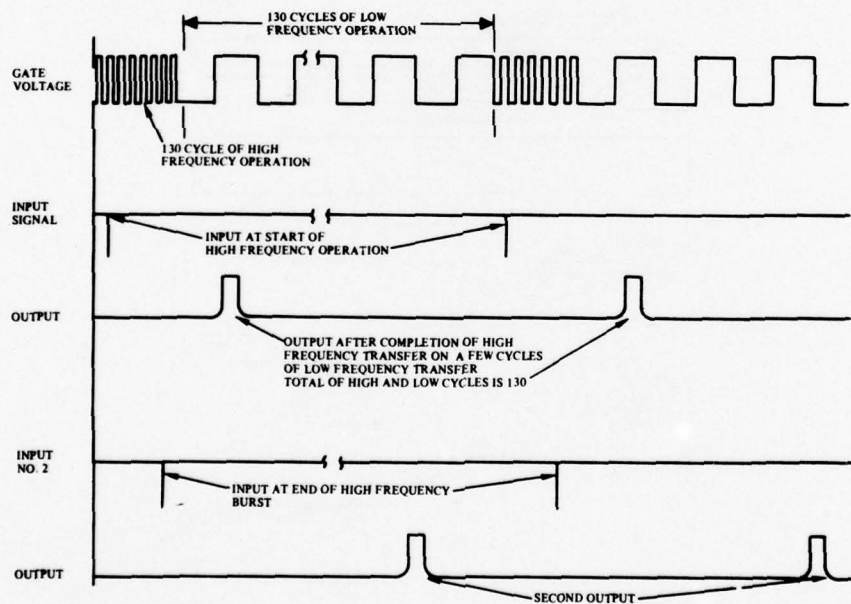 130 CYCLES OF LOW
FREQUENCY OPERATION
GATE
VOLTAGE
130 CYCLE OF HIGH
FREQUENCY OPERATION
INPUT
SIGNAL
INPUT AT START OF
HIGH FREQUENCY OPERATION
OUTPUT
OUTPUT AFTER COMPLETION OF HIGH
FREQUENCY TRANSFER ON A FEW CYCLES
OF LOW FREQUENCY TRANSFER
TOTAL OF HIGH AND LOW CYCLES IS 130
INPUT
NO. 2
INPUT AT END OF HIGH FREQUENCY
BURST
OUTPUT
SECOND OUTPUT